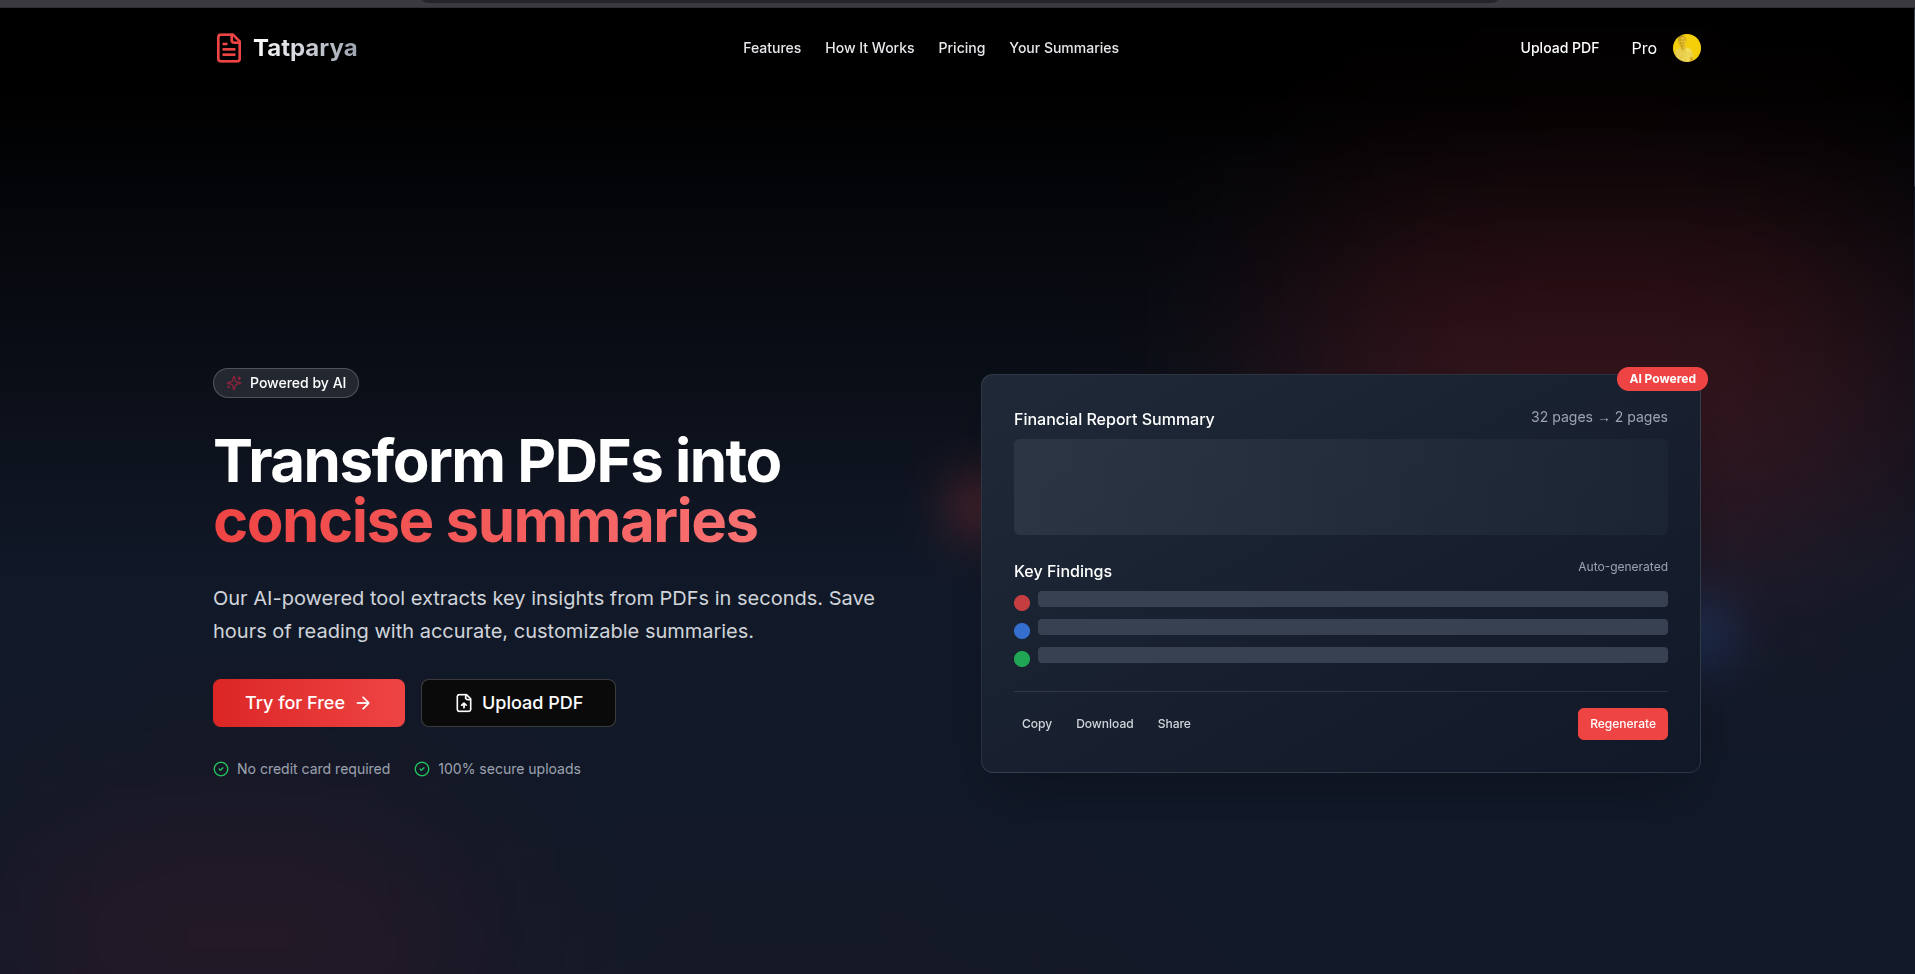 Tatparya
Features How It Works Pricing Your Summaries
Upload PDF Pro
Powered by AI
Transform PDFs into
concise summaries
Our AI-powered tool extracts key insights from PDFs in seconds. Save
hours of reading with accurate, customizable summaries.
Try for Free →
Upload PDF
No credit card required 100% secure uploads
AI Powered
Financial Report Summary 32 pages → 2 pages
Key Findings Auto-generated
Copy Download Share Regenerate